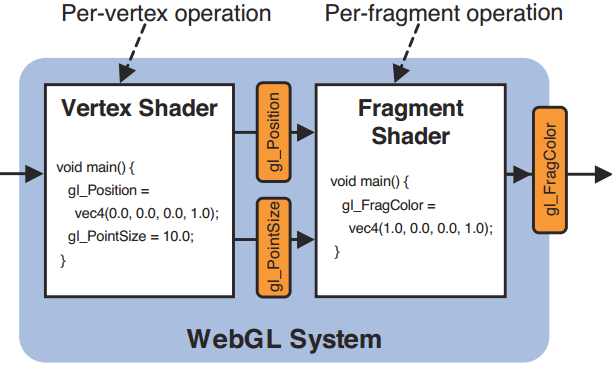 Per-vertex operation
Per-fragment operation
Vertex Shader
void main() {
gl_Position =
vec4(0.0, 0.0, 0.0, 1.0);
gl_PointSize = 10.0;
}
gl_Position
gl_PointSize
Fragment
Shader
void main() {
gl_FragColor =
vec4(1.0, 0.0, 0.0, 1.0);
}
gl_FragColor
WebGL System